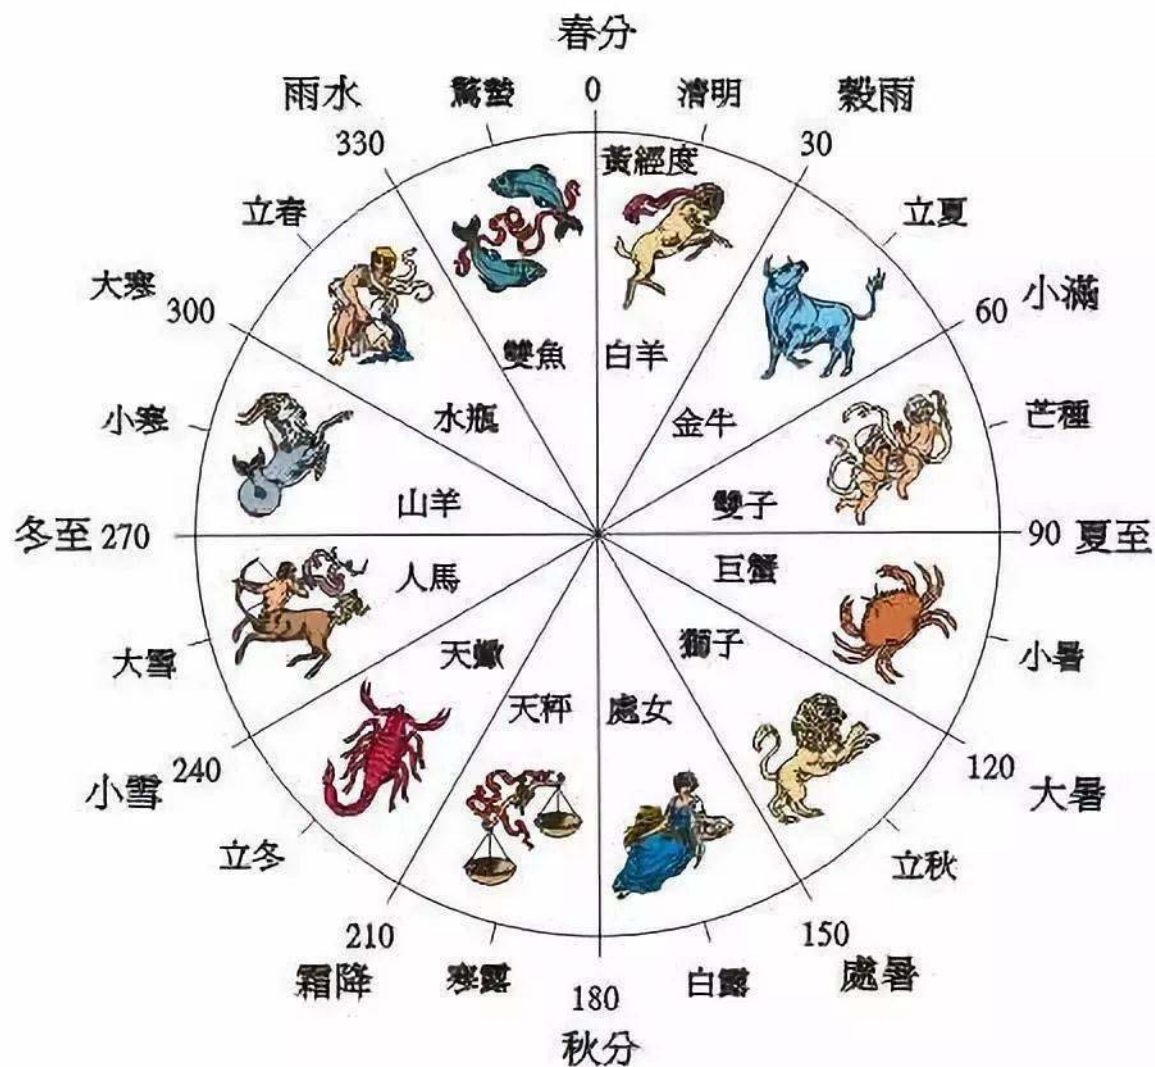 春分
雨水
驚蟄
0
清明
穀雨
330
黃經度
30
立春
立夏
大寒
300
60
小滿
雙魚
白羊
水瓶
金牛
小寒
芒種
山羊
雙子
冬至 270
90 夏至
人馬
巨蟹
大雪
天蠍
獅子
小暑
天秤
處女
小雪
240
120
大暑
立冬
立秋
210
150
霜降
寒露
白露
處暑
180
秋分